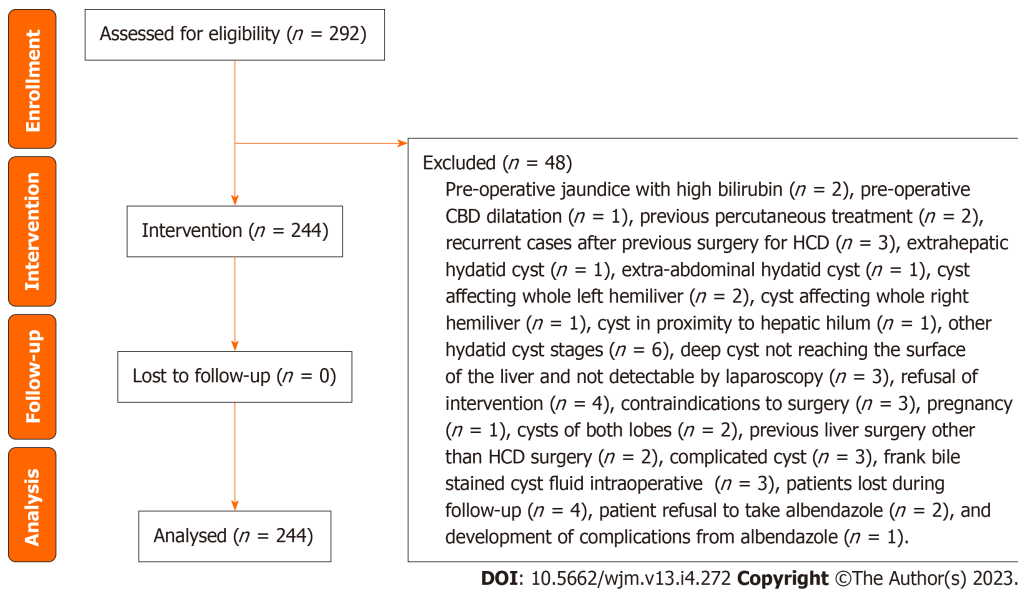 Enrollment
Assessed for eligibility (n = 292)
Excluded (n = 48)
Pre-operative jaundice with high bilirubin (n = 2), pre-operative
CBD dilatation (n = 1), previous percutaneous treatment (n = 2),
recurrent cases after previous surgery for HCD (n = 3), extrahepatic
hydatid cyst (n = 1), extra-abdominal hydatid cyst (n = 1), cyst
affecting whole left hemiliver (n = 2), cyst affecting whole right
hemiliver (n = 1), cyst in proximity to hepatic hilum (n = 1), other
hydatid cyst stages (n = 6), deep cyst not reaching the surface
of the liver and not detectable by laparoscopy (n = 3), refusal of
intervention (n = 4), contraindications to surgery (n = 3), pregnancy
(n = 1), cysts of both lobes (n = 2), previous liver surgery other
than HCD surgery (n = 2), complicated cyst (n = 3), frank bile
stained cyst fluid intraoperative (n = 3), patients lost during
follow-up (n = 4), patient refusal to take albendazole (n = 2), and
development of complications from albendazole (n = 1).
Intervention
Intervention (n = 244)
Follow-up
Lost to follow-up (n = 0)
Analysis
Analysed (n = 244)
DOI: 10.5662/wjm.v13.i4.272 Copyright ©The Author(s) 2023.